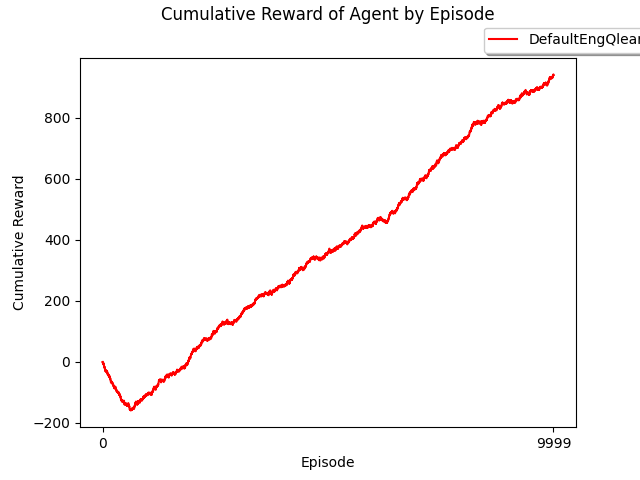 Cumulative Reward of Agent by Episode
DefaultEngQlear
800
600
400
200
0
−200
Cumulative Reward
0 9999
Episode